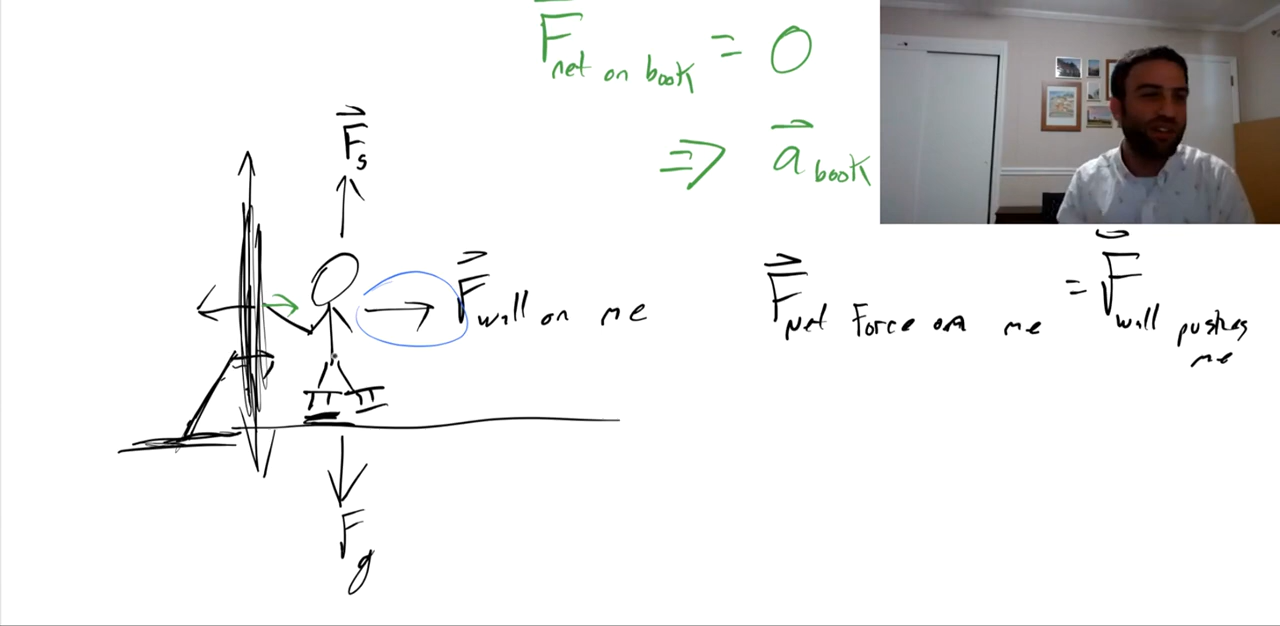 F net on book = 0
⇒ a book
F s
F wall on me
F net Force on me = F wall pushes me
F g